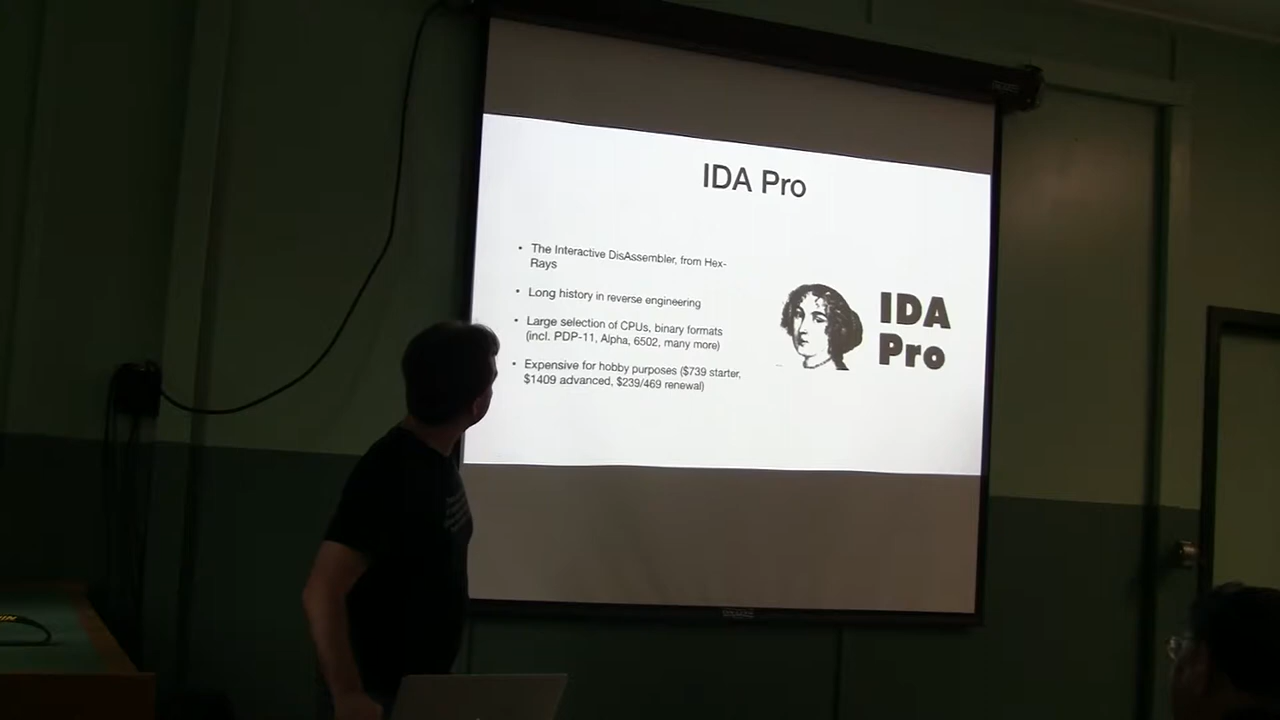 IDA Pro
• The Interactive DisAssembler, from Hex-
Rays
• Long history in reverse engineering
• Large selection of CPUs, binary formats
(incl. PDP-11, Alpha, 6502, many more)
• Expensive for hobby purposes ($739 starter,
$1409 advanced, $239/469 renewal)
IDA
Pro